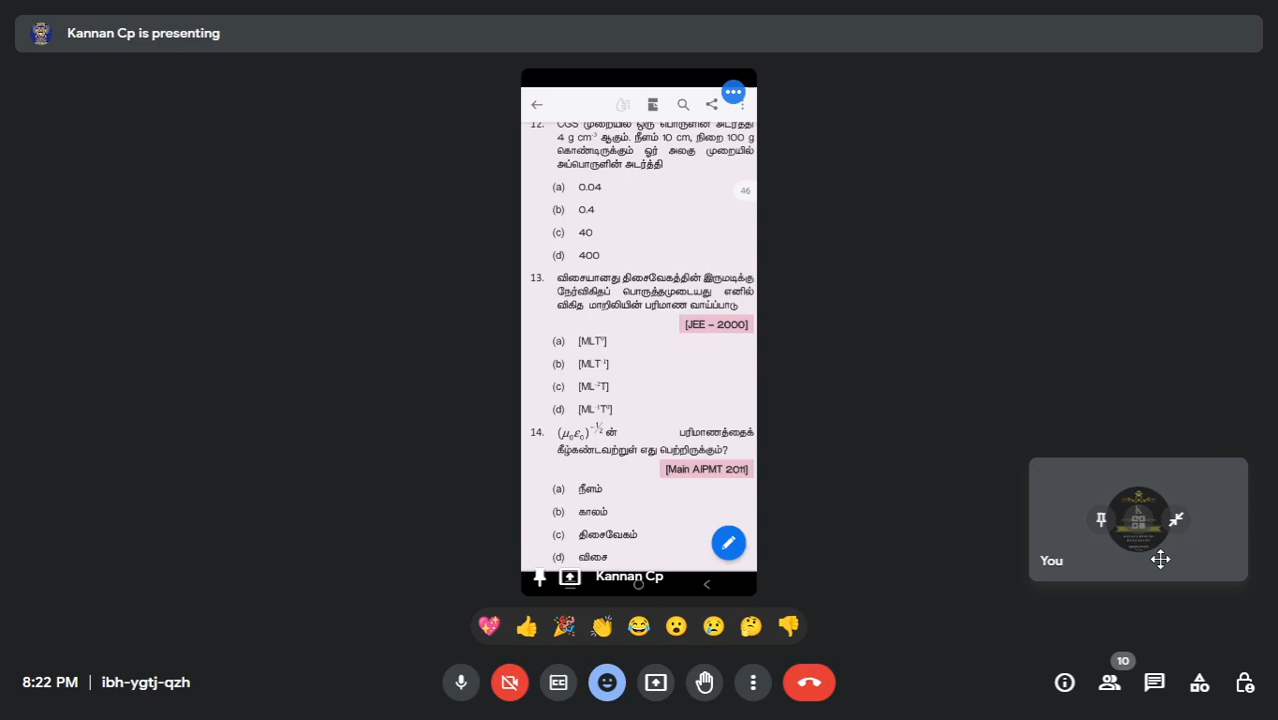 Kannan Cp is presenting
12. CGS முறையில் ஒரு பொருளின் அடர்த்தி
4 g cm⁻³ ஆகும். நீளம் 10 cm, நிறை 100 g
கொண்டிருக்கும் ஓர் அலகு முறையில்
அப்பொருளின் அடர்த்தி
46
(a) 0.04
(b) 0.4
(c) 40
(d) 400
13. விசையானது திசைவேகத்தின் இருமடிக்கு
நேர்விகிதப் பொருத்தமுடையது எனில்
விகித மாறிலியின் பரிமாண வாய்ப்பாடு
[JEE – 2000]
(a) [MLT⁰]
(b) [MLT⁻¹]
(c) [ML⁻²T]
(d) [ML⁻¹T⁰]
14. (μ₀ε₀)^(-½) ன் பரிமாணத்தைக்
கீழ்கண்டவற்றுள் எது பெற்றிருக்கும்?
[Main AIPMT 2011]
(a) நீளம்
(b) காலம்
(c) திசைவேகம்
(d) விசை
Kannan Cp
You
10
8:22 PM | ibh-ygtj-qzh